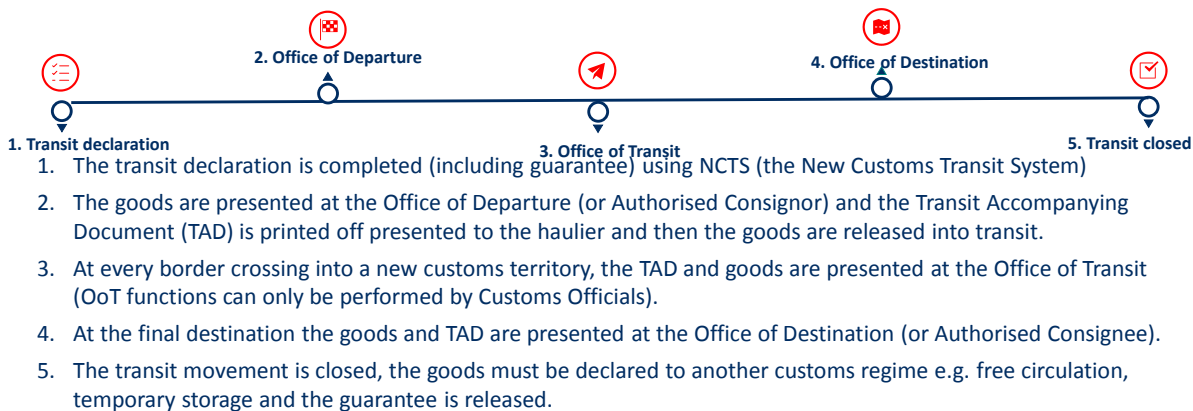 2. Office of Departure
4. Office of Destination
1. Transit declaration
3. Office of Transit
5. Transit closed
1. The transit declaration is completed (including guarantee) using NCTS (the New Customs Transit System)
2. The goods are presented at the Office of Departure (or Authorised Consignor) and the Transit Accompanying
Document (TAD) is printed off presented to the haulier and then the goods are released into transit.
3. At every border crossing into a new customs territory, the TAD and goods are presented at the Office of Transit
(OoT functions can only be performed by Customs Officials).
4. At the final destination the goods and TAD are presented at the Office of Destination (or Authorised Consignee).
5. The transit movement is closed, the goods must be declared to another customs regime e.g. free circulation,
temporary storage and the guarantee is released.